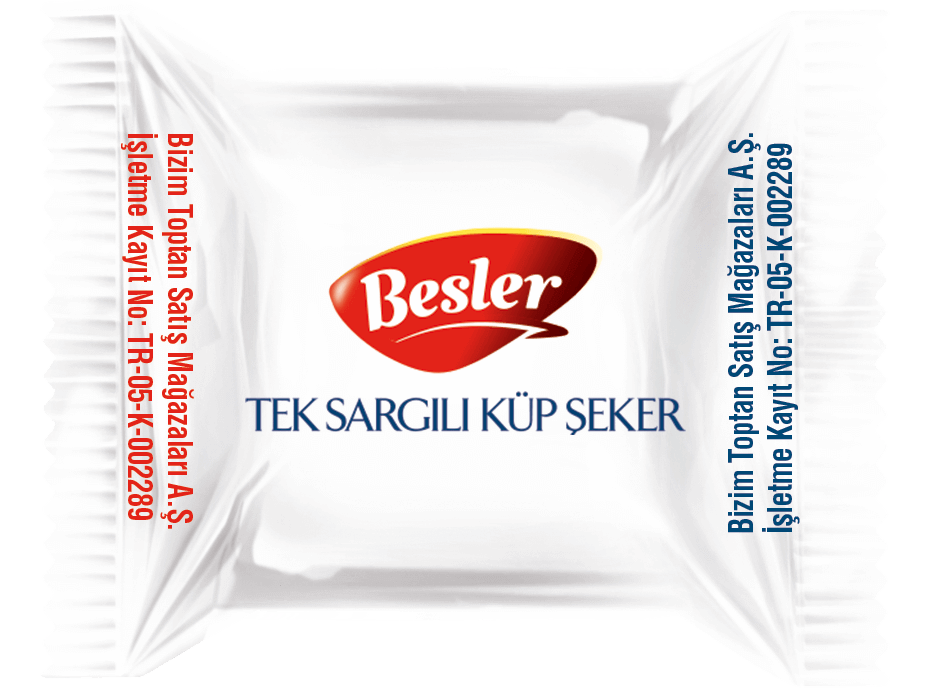 Bizim Toptan Satış Mağazaları A.Ş.
İşletme Kayıt No: TR-05-K-002289
Besler
TEK SARGILI KÜP ŞEKER
Bizim Toptan Satış Mağazaları A.Ş.
İşletme Kayıt No: TR-05-K-002289